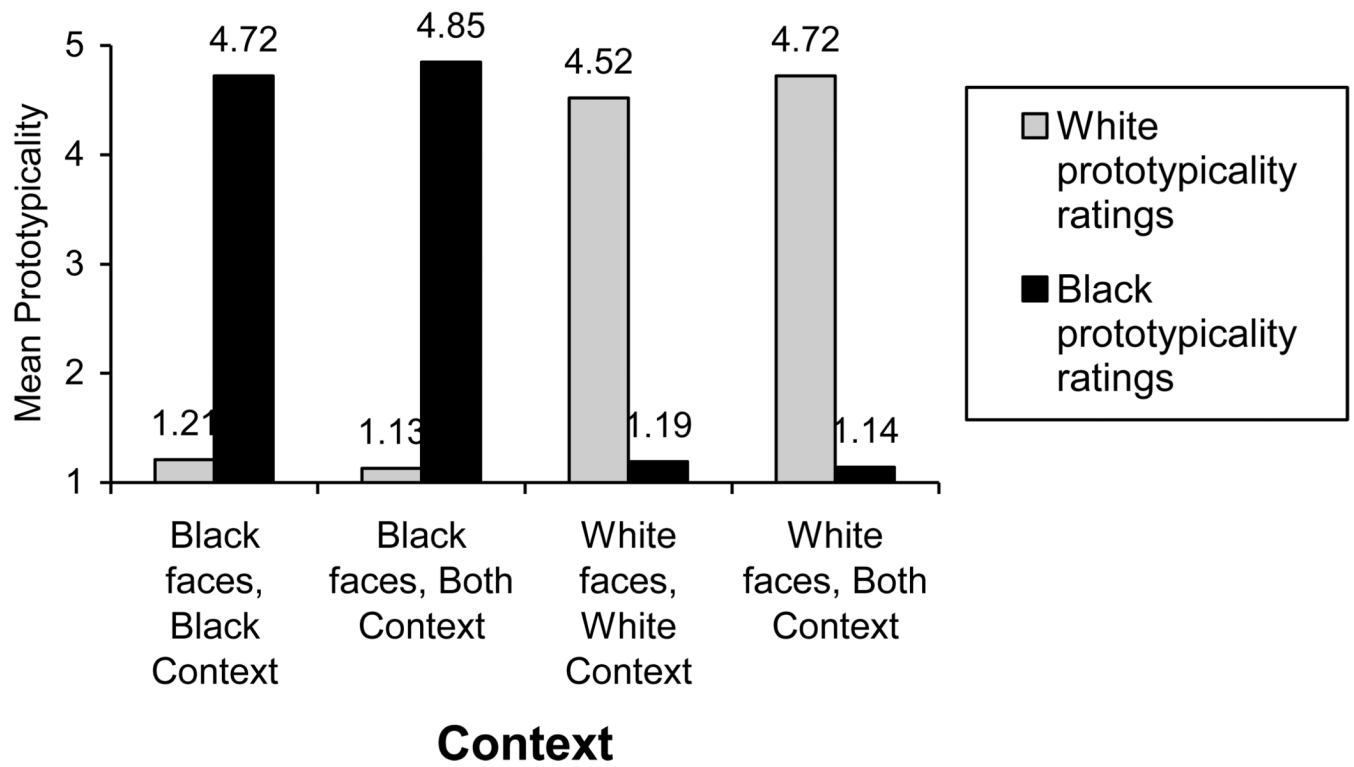 5
4
3
2
1
Mean Prototypicality
4.72
4.85
4.52
4.72
1.21
1.13
1.19
1.14
Black
faces,
Black
Context
Black
faces, Both
Context
White
faces,
White
Context
White
faces, Both
Context
Context
White
prototypicality
ratings
Black
prototypicality
ratings